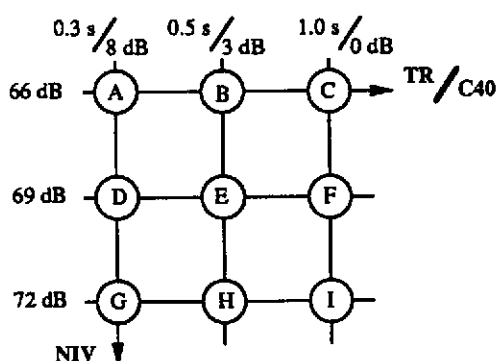 0.3 s/8 dB 0.5 s/3 dB 1.0 s/0 dB
66 dB A B C TR/C40
69 dB D E F
72 dB G H I
NIV